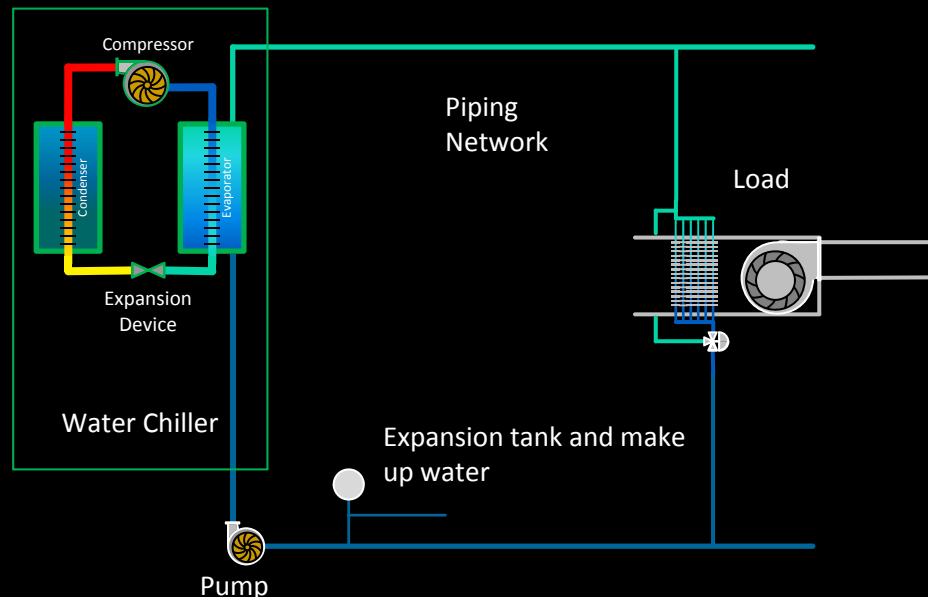 Compressor
Piping
Network
Load
Condenser
Evaporator
Expansion
Device
Water Chiller
Expansion tank and make
up water
Pump